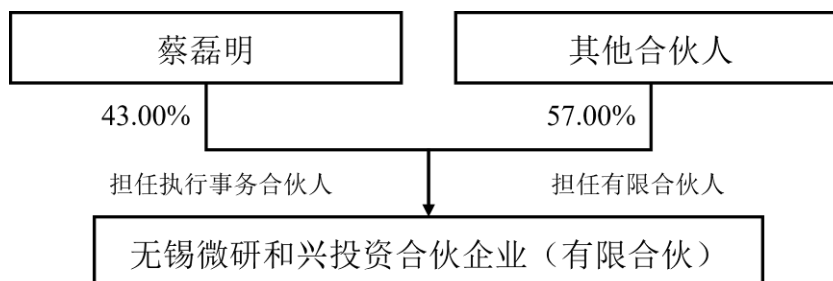 蔡磊明
其他合伙人
43.00%
57.00%
担任执行事务合伙人
担任有限合伙人
无锡微研和兴投资合伙企业（有限合伙）